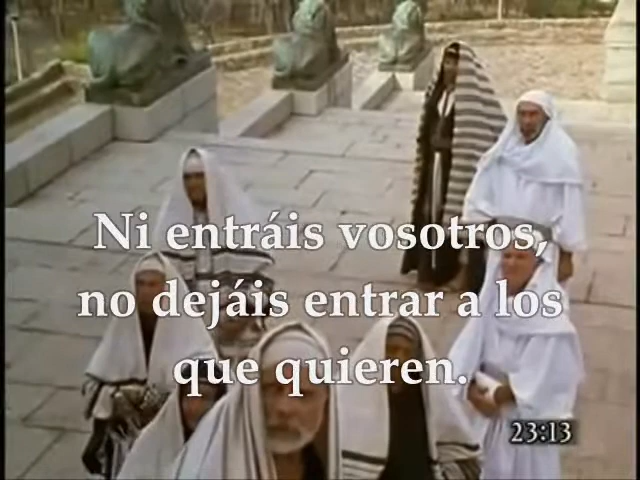 Ni entráis vosotros,
no dejáis entrar a los
que quieren.
23:13